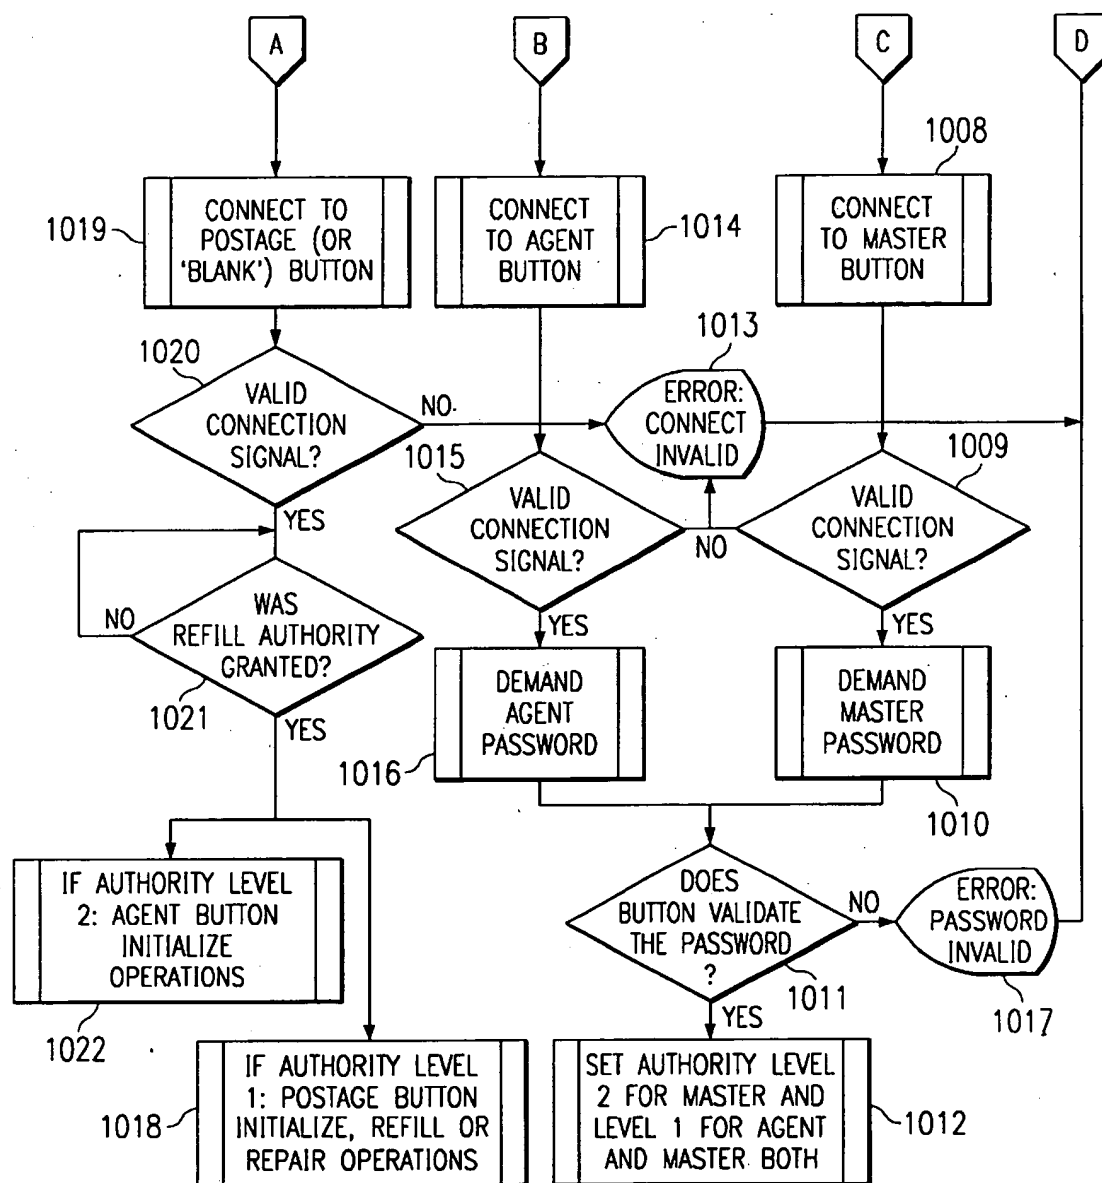 A
B
C
D
1008
1019
CONNECT TO
POSTAGE (OR
'BLANK') BUTTON
CONNECT
TO AGENT
BUTTON
1014
CONNECT
TO MASTER
BUTTON
1013
1020
VALID
CONNECTION
SIGNAL?
NO
ERROR:
CONNECT
INVALID
1015
VALID
CONNECTION
SIGNAL?
NO
1009
VALID
CONNECTION
SIGNAL?
YES
NO
WAS
REFILL AUTHORITY
GRANTED?
1021
YES
YES
DEMAND
AGENT
PASSWORD
1016
YES
DEMAND
MASTER
PASSWORD
1010
IF AUTHORITY LEVEL
2: AGENT BUTTON
INITIALIZE
OPERATIONS
1022
DOES
BUTTON VALIDATE
THE PASSWORD
?
1011
NO
ERROR:
PASSWORD
INVALID
1017
YES
1018
IF AUTHORITY LEVEL
1: POSTAGE BUTTON
INITIALIZE, REFILL OR
REPAIR OPERATIONS
SET AUTHORITY LEVEL
2 FOR MASTER AND
LEVEL 1 FOR AGENT
AND MASTER BOTH
1012